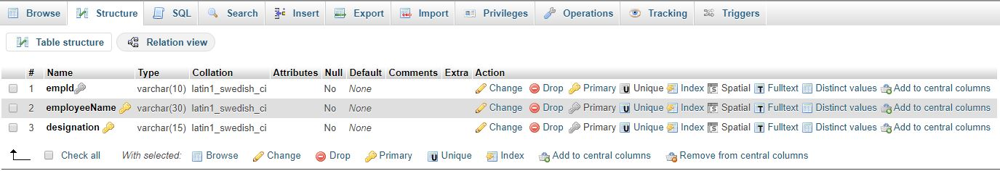 Browse Structure SQL Search Insert Export Import Privileges Operations Tracking Triggers
Table structure Relation view
# Name Type Collation Attributes Null Default Comments Extra Action
1 empId varchar(10) latin1_swedish_ci No None Change Drop Primary Unique Index Spatial Fulltext Distinct values Add to central columns
2 employeeName varchar(30) latin1_swedish_ci No None Change Drop Primary Unique Index Spatial Fulltext Distinct values Add to central columns
3 designation varchar(15) latin1_swedish_ci No None Change Drop Primary Unique Index Spatial Fulltext Distinct values Add to central columns
Check all With selected: Browse Change Drop Primary Unique Index Add to central columns Remove from central columns